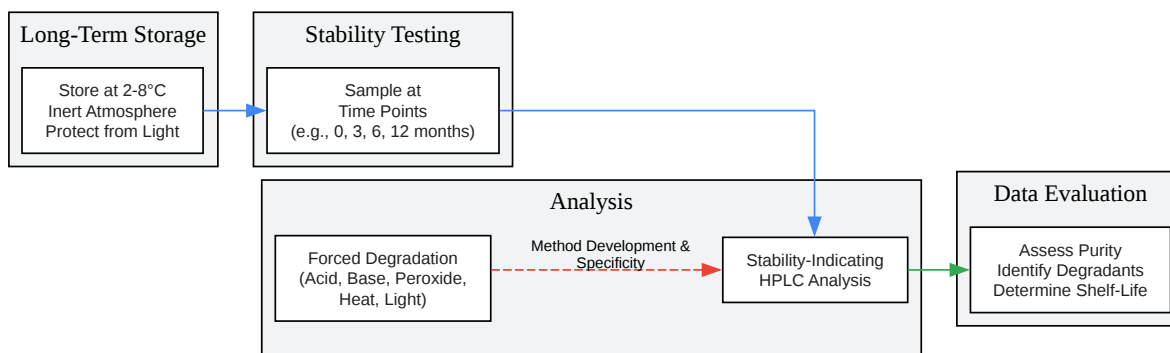 Long-Term Storage
Store at 2-8°C
Inert Atmosphere
Protect from Light
Stability Testing
Sample at
Time Points
(e.g., 0, 3, 6, 12 months)
Analysis
Forced Degradation
(Acid, Base, Peroxide,
Heat, Light)
Method Development &
Specificity
Stability-Indicating
HPLC Analysis
Data Evaluation
Assess Purity
Identify Degradants
Determine Shelf-Life